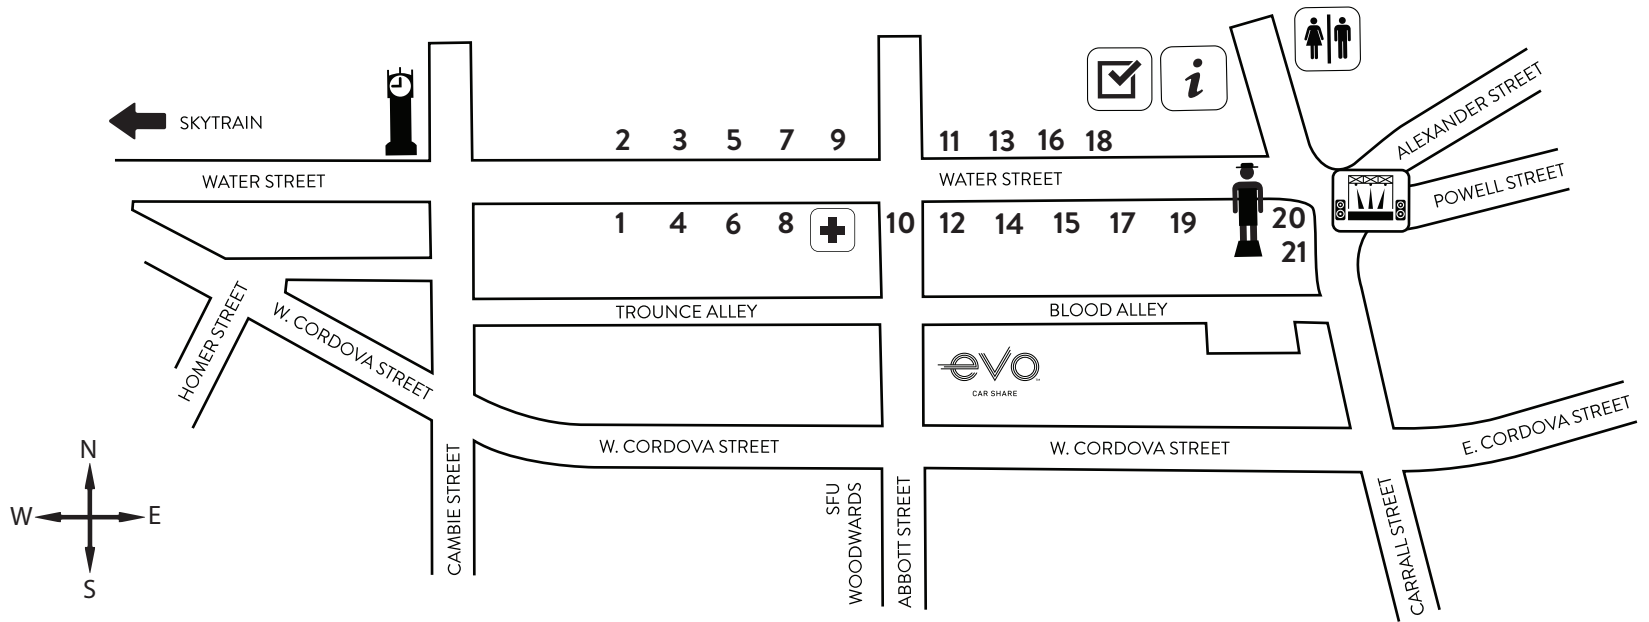 SKYTRAIN
ALEXANDER STREET
2 3 5 7 9 11 13 16 18
WATER STREET
WATER STREET
POWELL STREET
1 4 6 8 10 12 14 15 17 19 20
21
TROUNCE ALLEY
BLOOD ALLEY
HOMER STREET
W. CORDOVA STREET
evo
CAR SHARE
W. CORDOVA STREET
W. CORDOVA STREET
E. CORDOVA STREET
N
W E
S
CAMBIE STREET
SFU
WOODWARDS
ABBOTT STREET
CARRALL STREET
i